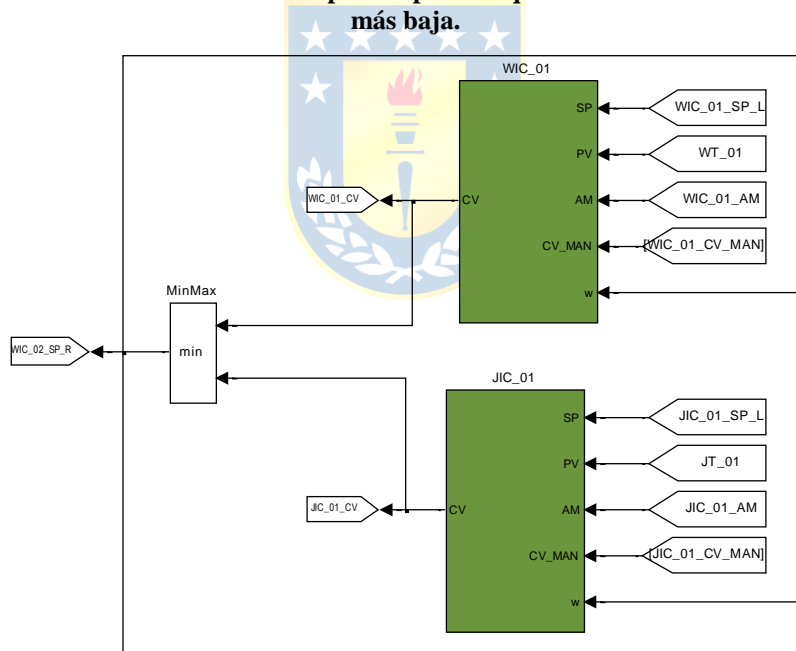 más baja.
WIC_01
SP
WIC_01_SP_L
PV
WT_01
WIC_01_CV
CV
AM
WIC_01_AM
CV_MAN
[WIC_01_CV_MAN]
w
MinMax
min
WIC_02_SP_R
JIC_01
SP
JIC_01_SP_L
PV
JT_01
JIC_01_CV
CV
AM
JIC_01_AM
CV_MAN
[JIC_01_CV_MAN]
w